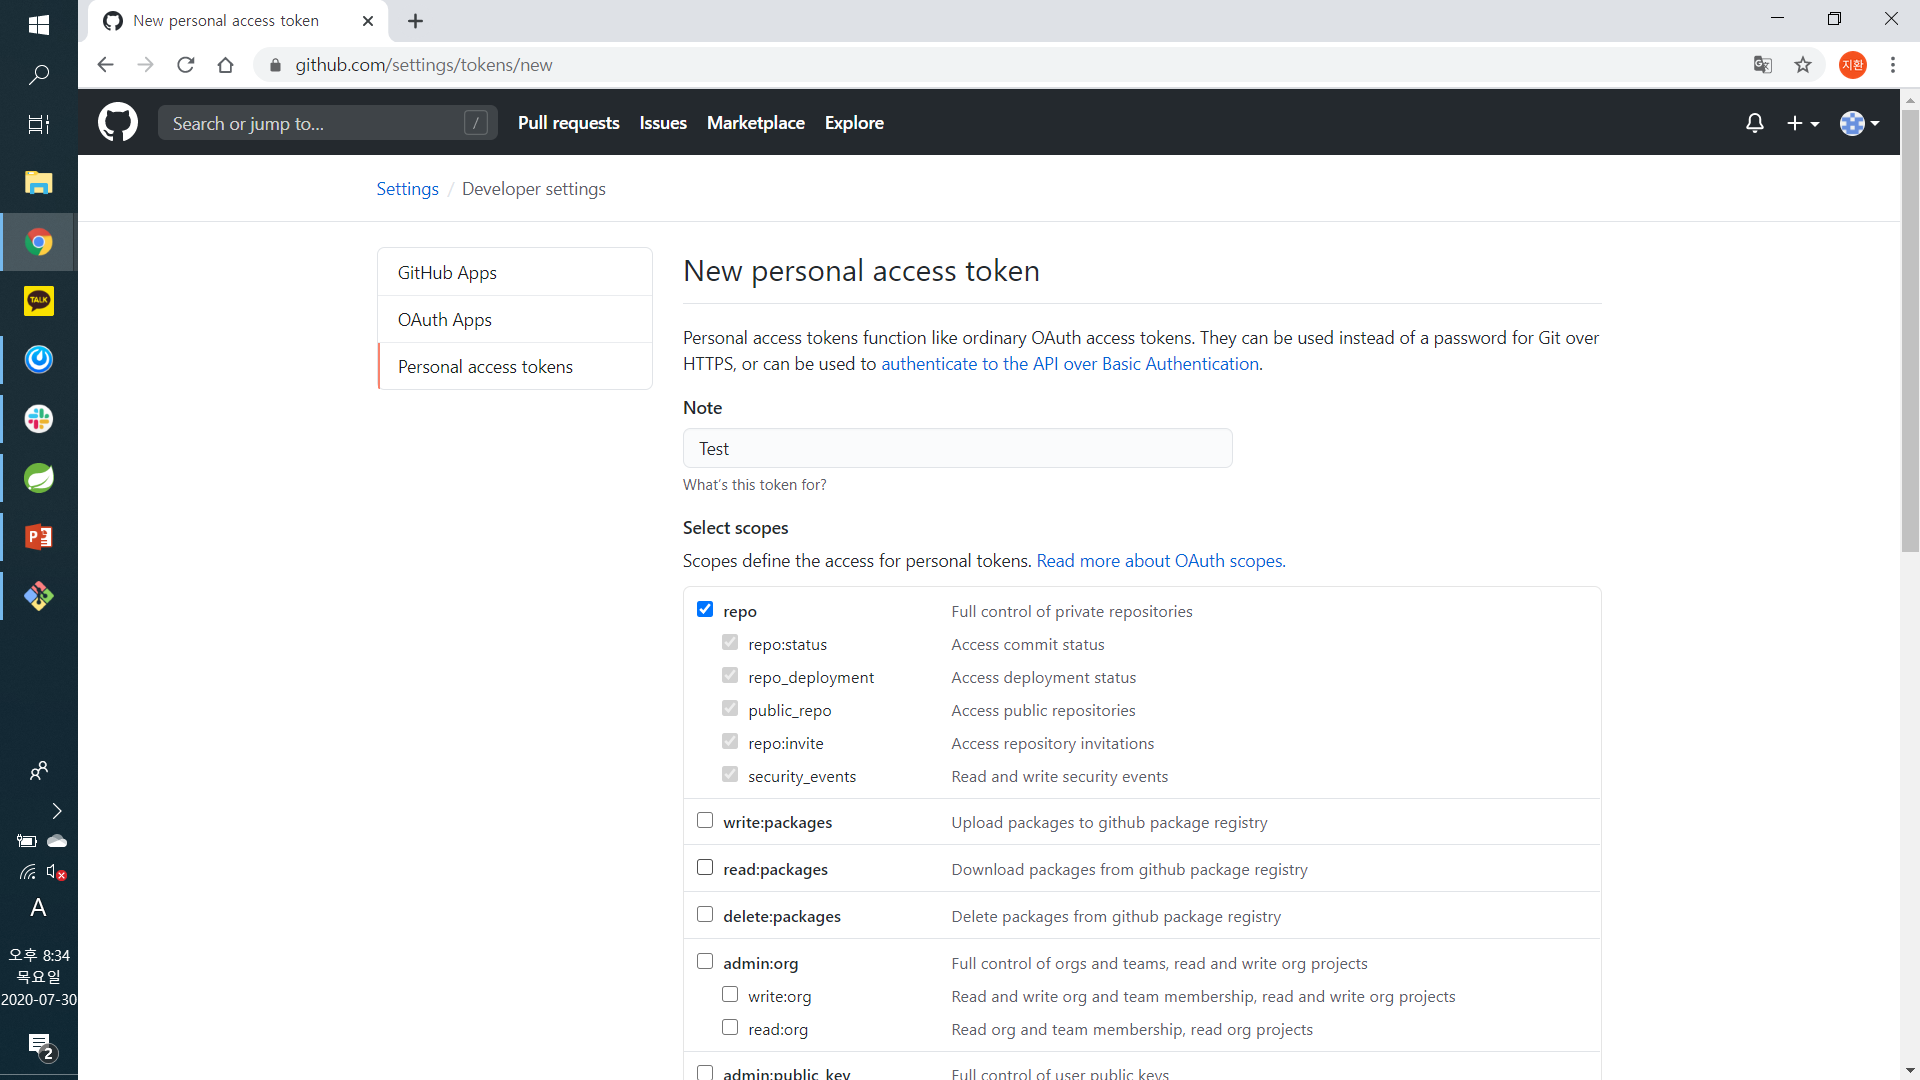 New personal access token
github.com/settings/tokens/new
지환
Search or jump to...
/
Pull requests
Issues
Marketplace
Explore
Settings / Developer settings
GitHub Apps
OAuth Apps
Personal access tokens
New personal access token
Personal access tokens function like ordinary OAuth access tokens. They can be used instead of a password for Git over
HTTPS, or can be used to authenticate to the API over Basic Authentication.
Note
Test
What's this token for?
Select scopes
Scopes define the access for personal tokens. Read more about OAuth scopes.
repo Full control of private repositories
repo:status Access commit status
repo_deployment Access deployment status
public_repo Access public repositories
repo:invite Access repository invitations
security_events Read and write security events
write:packages Upload packages to github package registry
read:packages Download packages from github package registry
delete:packages Delete packages from github package registry
admin:org Full control of orgs and teams, read and write org projects
write:org Read and write org and team membership, read and write org projects
read:org Read org and team membership, read org projects
admin:public_key Full control of user public keys
TALK
A
오후 8:34
목요일
2020-07-30
2